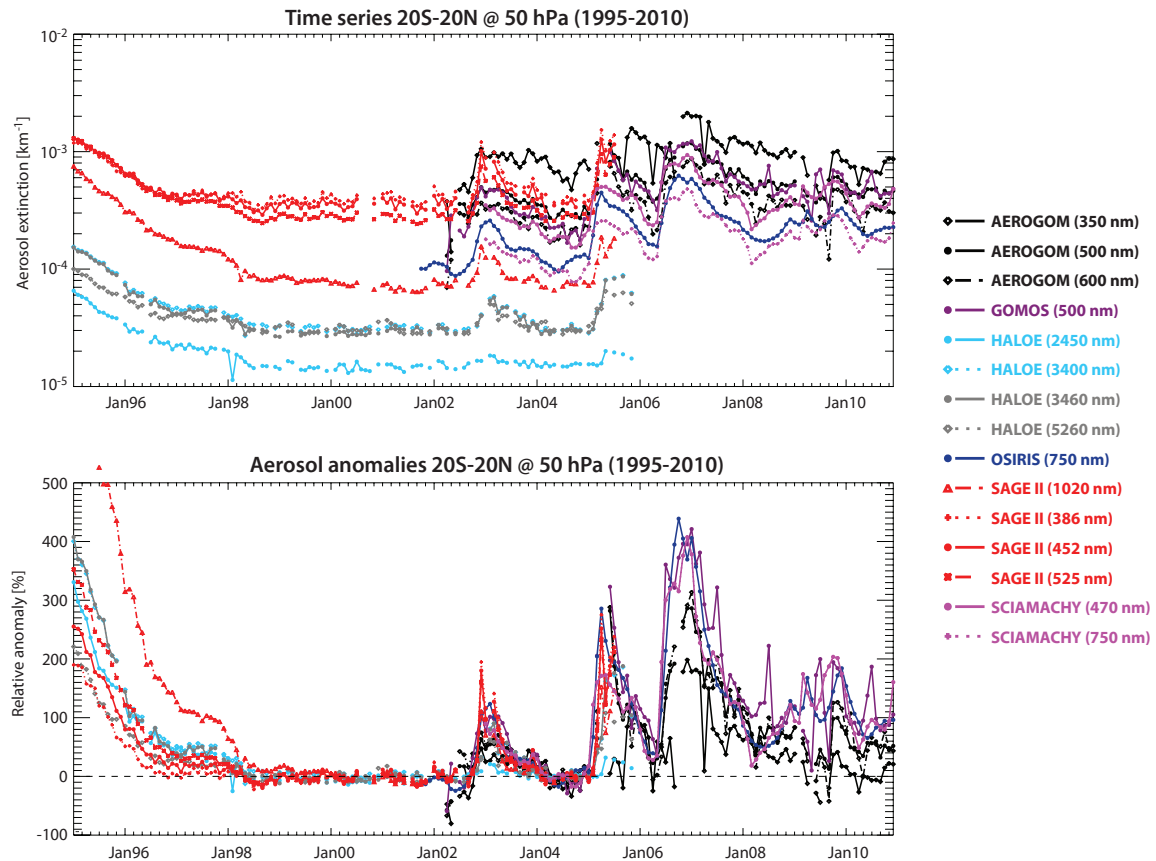 Time series 20S-20N @ 50 hPa (1995-2010)
Aerosol extinction [km⁻¹]
10⁻²
10⁻³
10⁻⁴
10⁻⁵
Jan96 Jan98 Jan00 Jan02 Jan04 Jan06 Jan08 Jan10
AEROGOM (350 nm)
AEROGOM (500 nm)
AEROGOM (600 nm)
GOMOS (500 nm)
HALOE (2450 nm)
HALOE (3400 nm)
HALOE (3460 nm)
HALOE (5260 nm)
OSIRIS (750 nm)
SAGE II (1020 nm)
SAGE II (386 nm)
SAGE II (452 nm)
SAGE II (525 nm)
SCIAMACHY (470 nm)
SCIAMACHY (750 nm)
Aerosol anomalies 20S-20N @ 50 hPa (1995-2010)
Relative anomaly [%]
500
400
300
200
100
0
-100
Jan96 Jan98 Jan00 Jan02 Jan04 Jan06 Jan08 Jan10